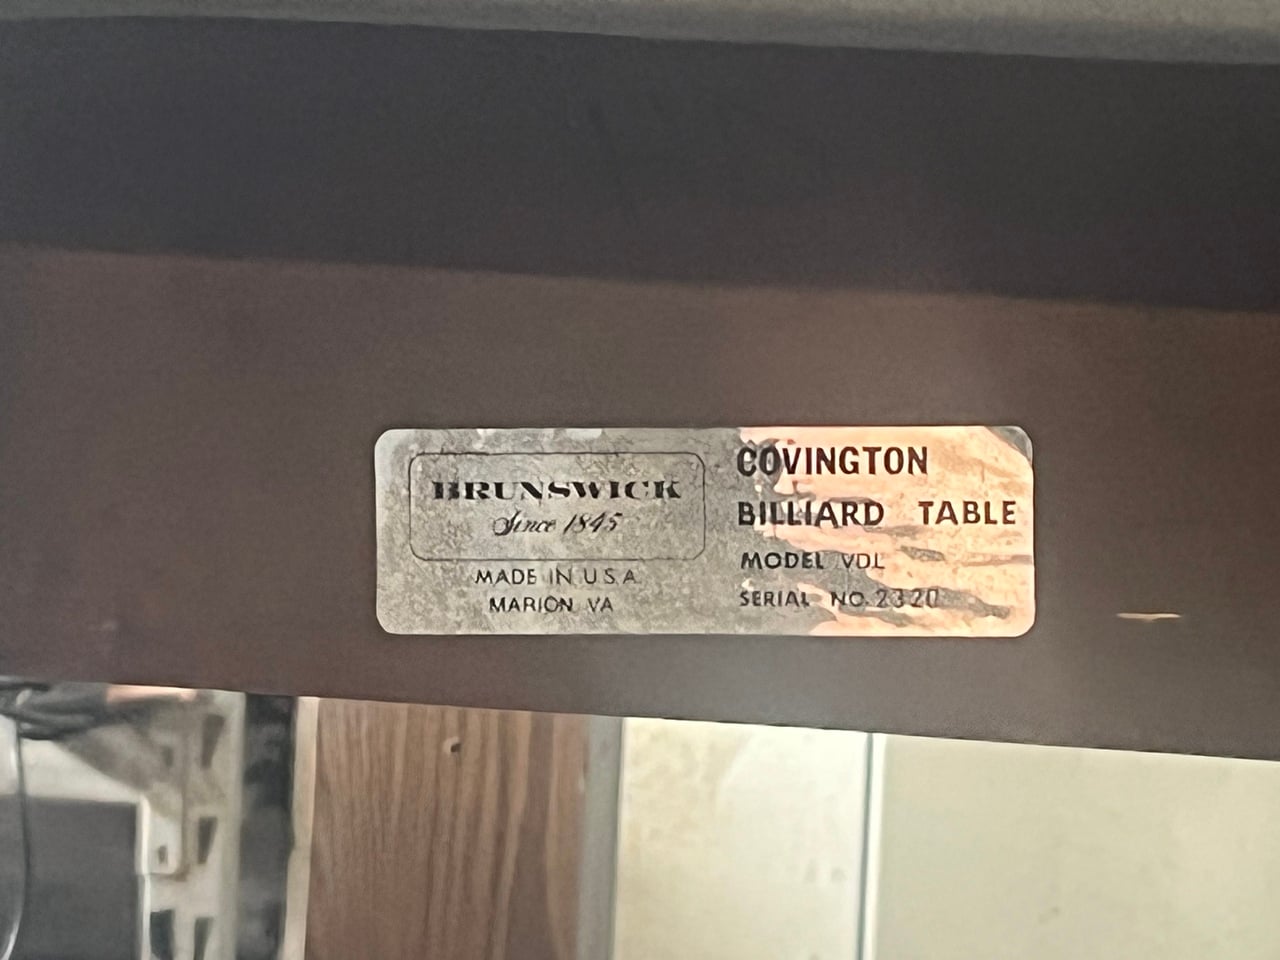 BRUNSWICK
Since 1845
MADE IN U.S.A.
MARION VA
COVINGTON
BILLIARD TABLE
MODEL VDL
SERIAL NO. 2320